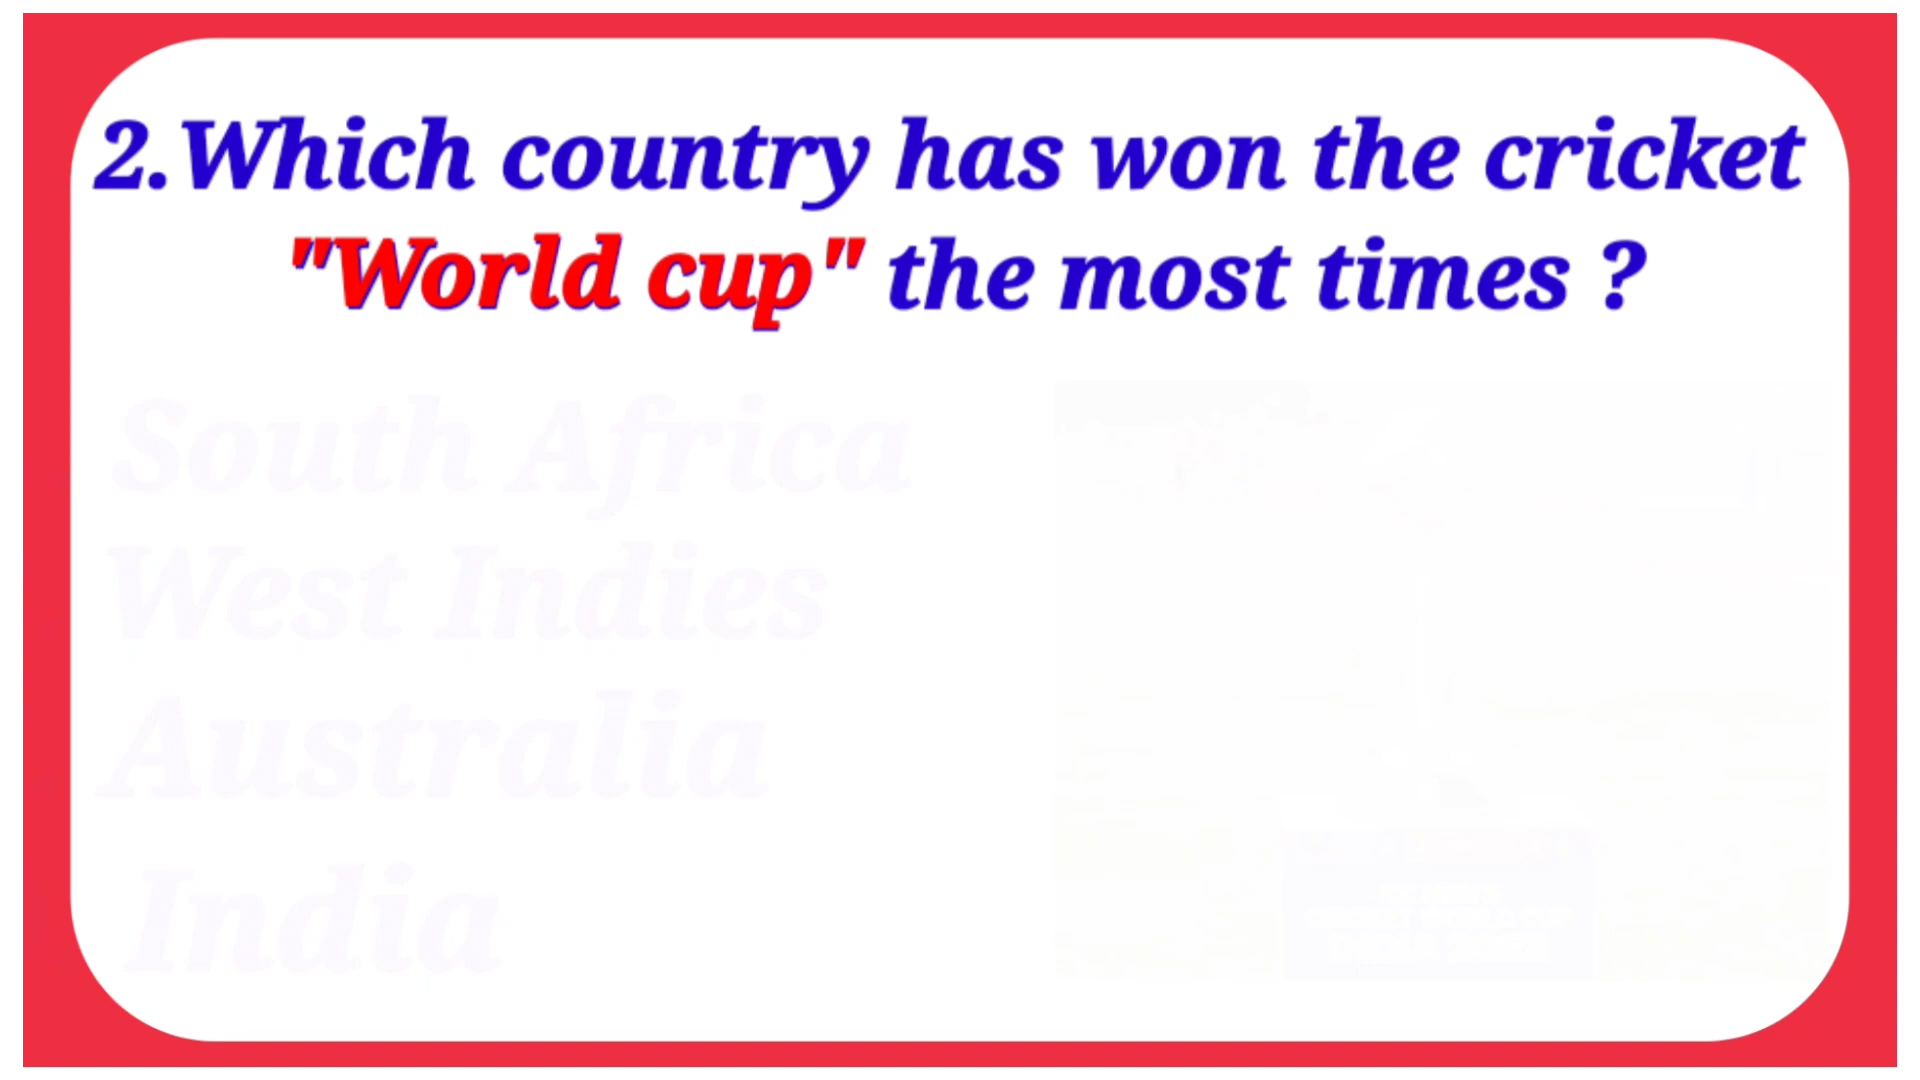 2.Which country has won the cricket
"World cup" the most times ?
South Africa
West Indies
Australia
India